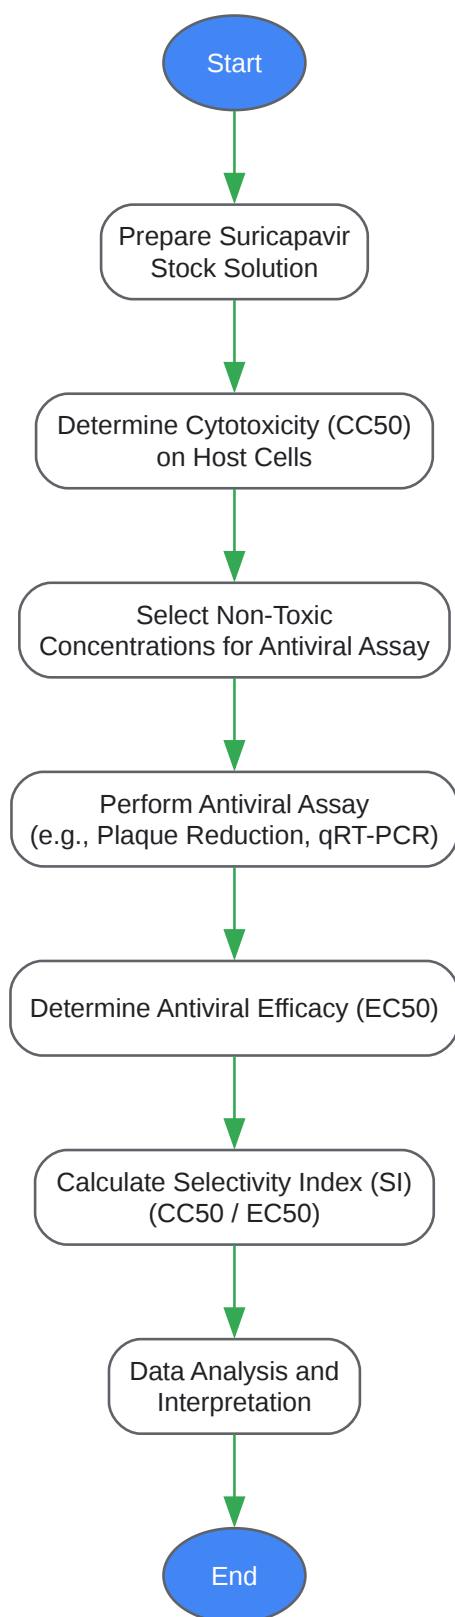 Start
Prepare Suricapavir
Stock Solution
Determine Cytotoxicity (CC50)
on Host Cells
Select Non-Toxic
Concentrations for Antiviral Assay
Perform Antiviral Assay
(e.g., Plaque Reduction, qRT-PCR)
Determine Antiviral Efficacy (EC50)
Calculate Selectivity Index (SI)
(CC50 / EC50)
Data Analysis and
Interpretation
End